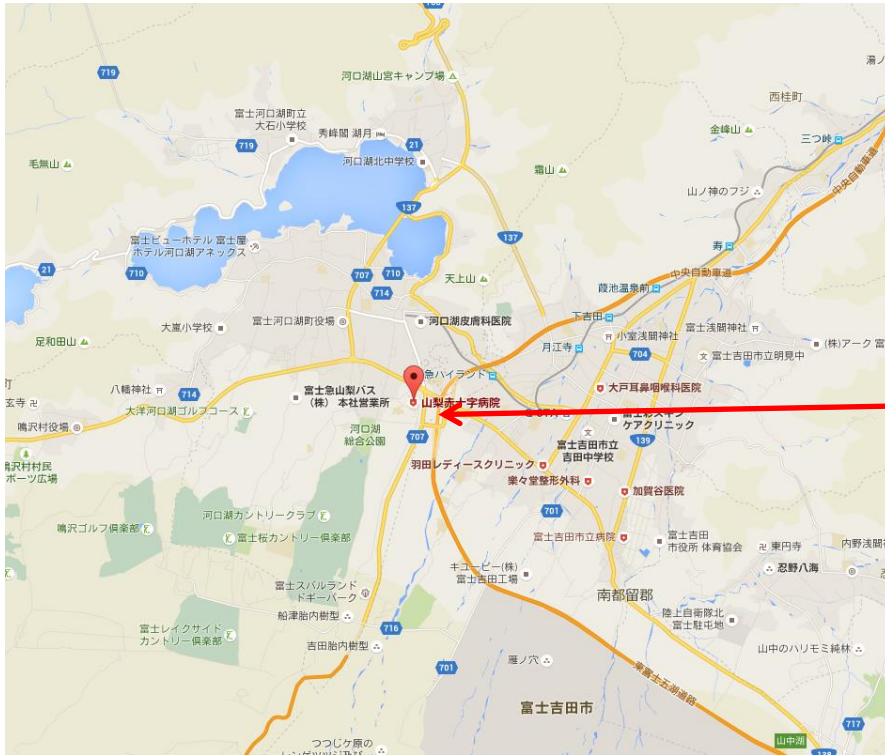 138
湯ノ
719
河口湖山宮キャンプ場
西桂町
富士河口湖町立
大石小学校
719
秀峰閣 湖月
21
金峰山
三つ峠
毛無山
河口湖北中学校
霜山
中央自動車道
山ノ神のフジ
137
137
富士ビューホテル 富士屋
ホテル河口湖アネックス
寿
21
710
707
710
714
天上山
中央自動車道
葭池温泉前
下吉田
富士河口湖町役場
河口湖皮膚科医院
大嵐小学校
小室浅間神社
富士浅間神社
足和田山
月江寺
704
富士吉田市立明見中
(株)アーク 富
急ハイランド
町
八幡神社
714
富士急山梨バス
(株) 本社営業所
山梨赤十字病院
大戸耳鼻咽喉科医院
玄寺
大洋河口湖ゴルフコース
鳴沢村役場
河口湖
総合公園
707
ケアクリニック
富士吉田市立
吉田中学校
139
鳴沢村村民
ポーツ広場
羽田レディースクリニック
楽々堂整形外科
加賀谷医院
河口湖カントリークラブ
701
鳴沢ゴルフ倶楽部
富士桜カントリー倶楽部
富士吉田市立病院
富士吉田
市役所 体育協会
東円寺
内野浅間神
忍野八海
キユーピー(株)
富士吉田工場
富士スバルランド
ドギーパーク
南都留郡
船津胎内樹型
陸上自衛隊北
富士駐屯地
富士レイクサイド
カントリー倶楽部
716
吉田胎内樹型
山中のハリモミ純林
701
雁ノ穴
東富士五湖道路
富士吉田市
717
山中湖
つつじケ原の
138